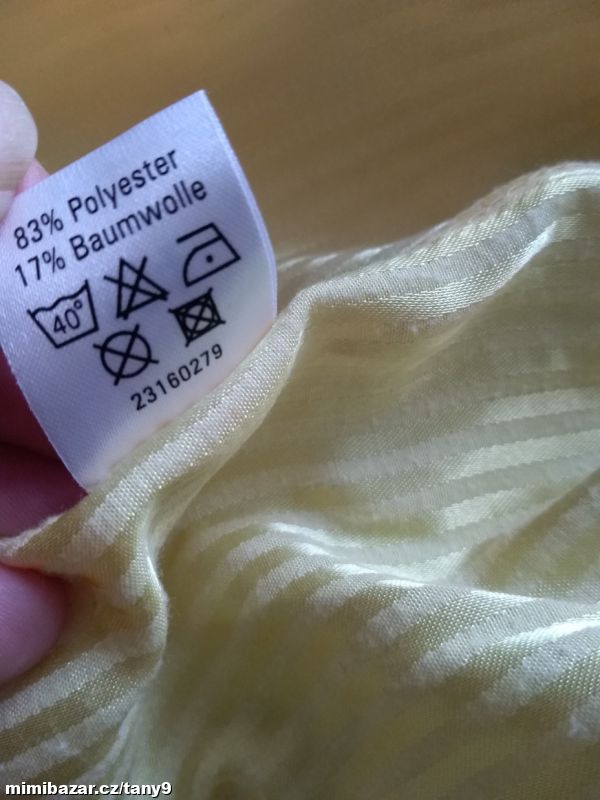 83% Polyester
17% Baumwolle
40°
23160279
mimibazar.cz/tany9